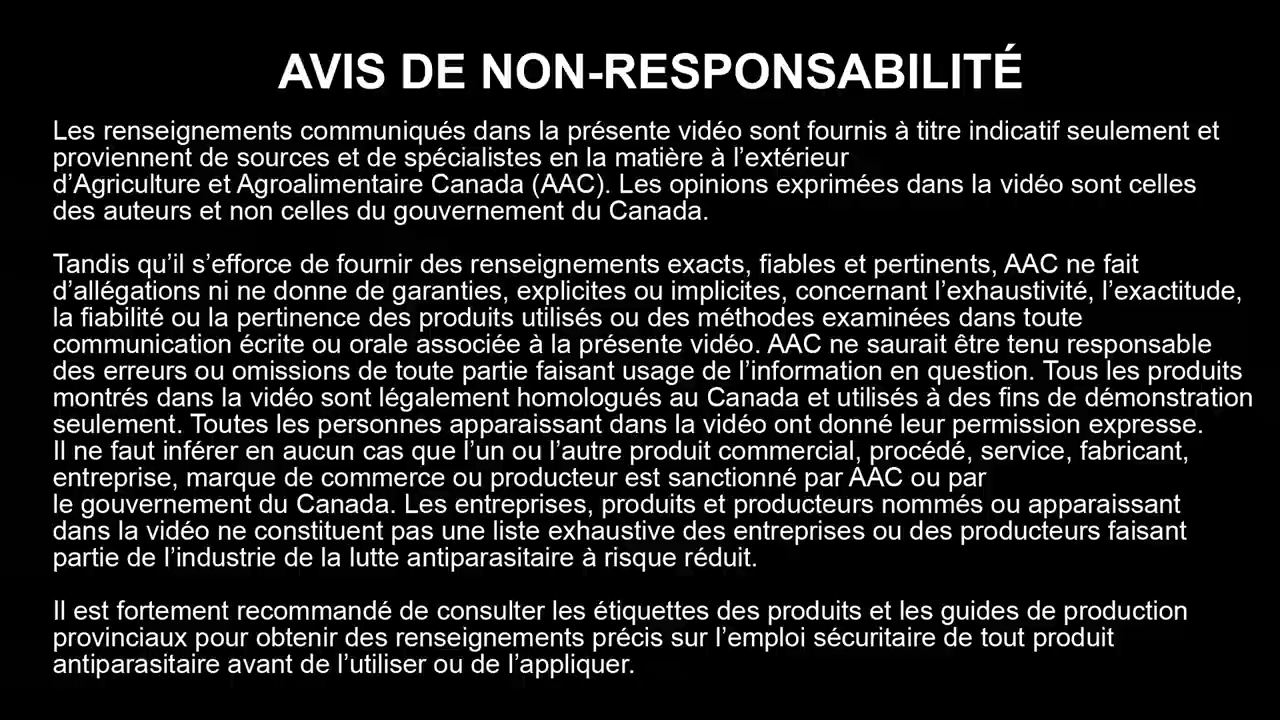 AVIS DE NON-RESPONSABILITÉ
Les renseignements communiqués dans la présente vidéo sont fournis à titre indicatif seulement et
proviennent de sources et de spécialistes en la matière à l’extérieur
d’Agriculture et Agroalimentaire Canada (AAC). Les opinions exprimées dans la vidéo sont celles
des auteurs et non celles du gouvernement du Canada.
Tandis qu’il s’efforce de fournir des renseignements exacts, fiables et pertinents, AAC ne fait
d’allégations ni ne donne de garanties, explicites ou implicites, concernant l’exhaustivité, l’exactitude,
la fiabilité ou la pertinence des produits utilisés ou des méthodes examinées dans toute
communication écrite ou orale associée à la présente vidéo. AAC ne saurait être tenu responsable
des erreurs ou omissions de toute partie faisant usage de l’information en question. Tous les produits
montrés dans la vidéo sont légalement homologués au Canada et utilisés à des fins de démonstration
seulement. Toutes les personnes apparaissant dans la vidéo ont donné leur permission expresse.
Il ne faut inférer en aucun cas que l’un ou l’autre produit commercial, procédé, service, fabricant,
entreprise, marque de commerce ou producteur est sanctionné par AAC ou par
le gouvernement du Canada. Les entreprises, produits et producteurs nommés ou apparaissant
dans la vidéo ne constituent pas une liste exhaustive des entreprises ou des producteurs faisant
partie de l’industrie de la lutte antiparasitaire à risque réduit.
Il est fortement recommandé de consulter les étiquettes des produits et les guides de production
provinciaux pour obtenir des renseignements précis sur l’emploi sécuritaire de tout produit
antiparasitaire avant de l’utiliser ou de l’appliquer.